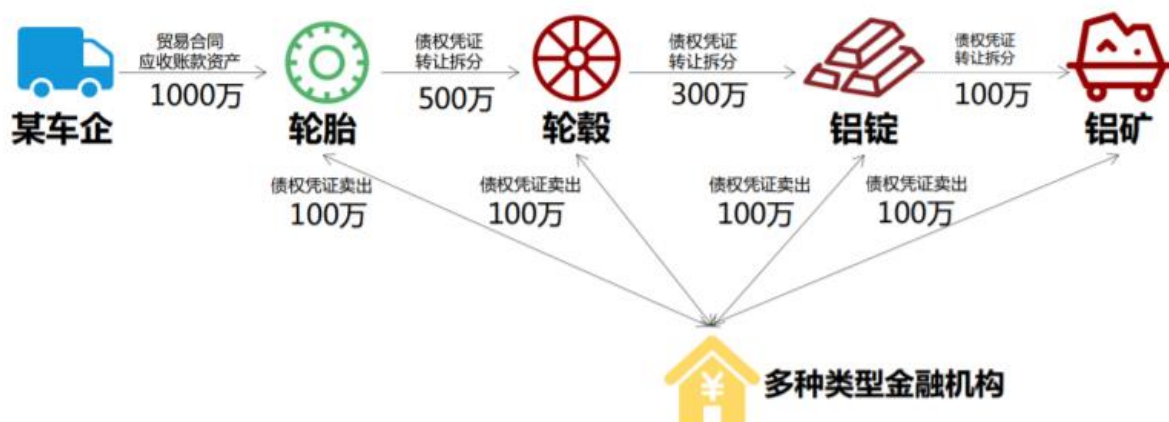 贸易合同
应收账款资产
1000万
债权凭证
转让拆分
500万
债权凭证
转让拆分
300万
债权凭证
转让拆分
100万
某车企
轮胎
轮毂
铝锭
铝矿
债权凭证卖出
100万
债权凭证卖出
100万
债权凭证卖出
100万
债权凭证卖出
100万
¥
多种类型金融机构